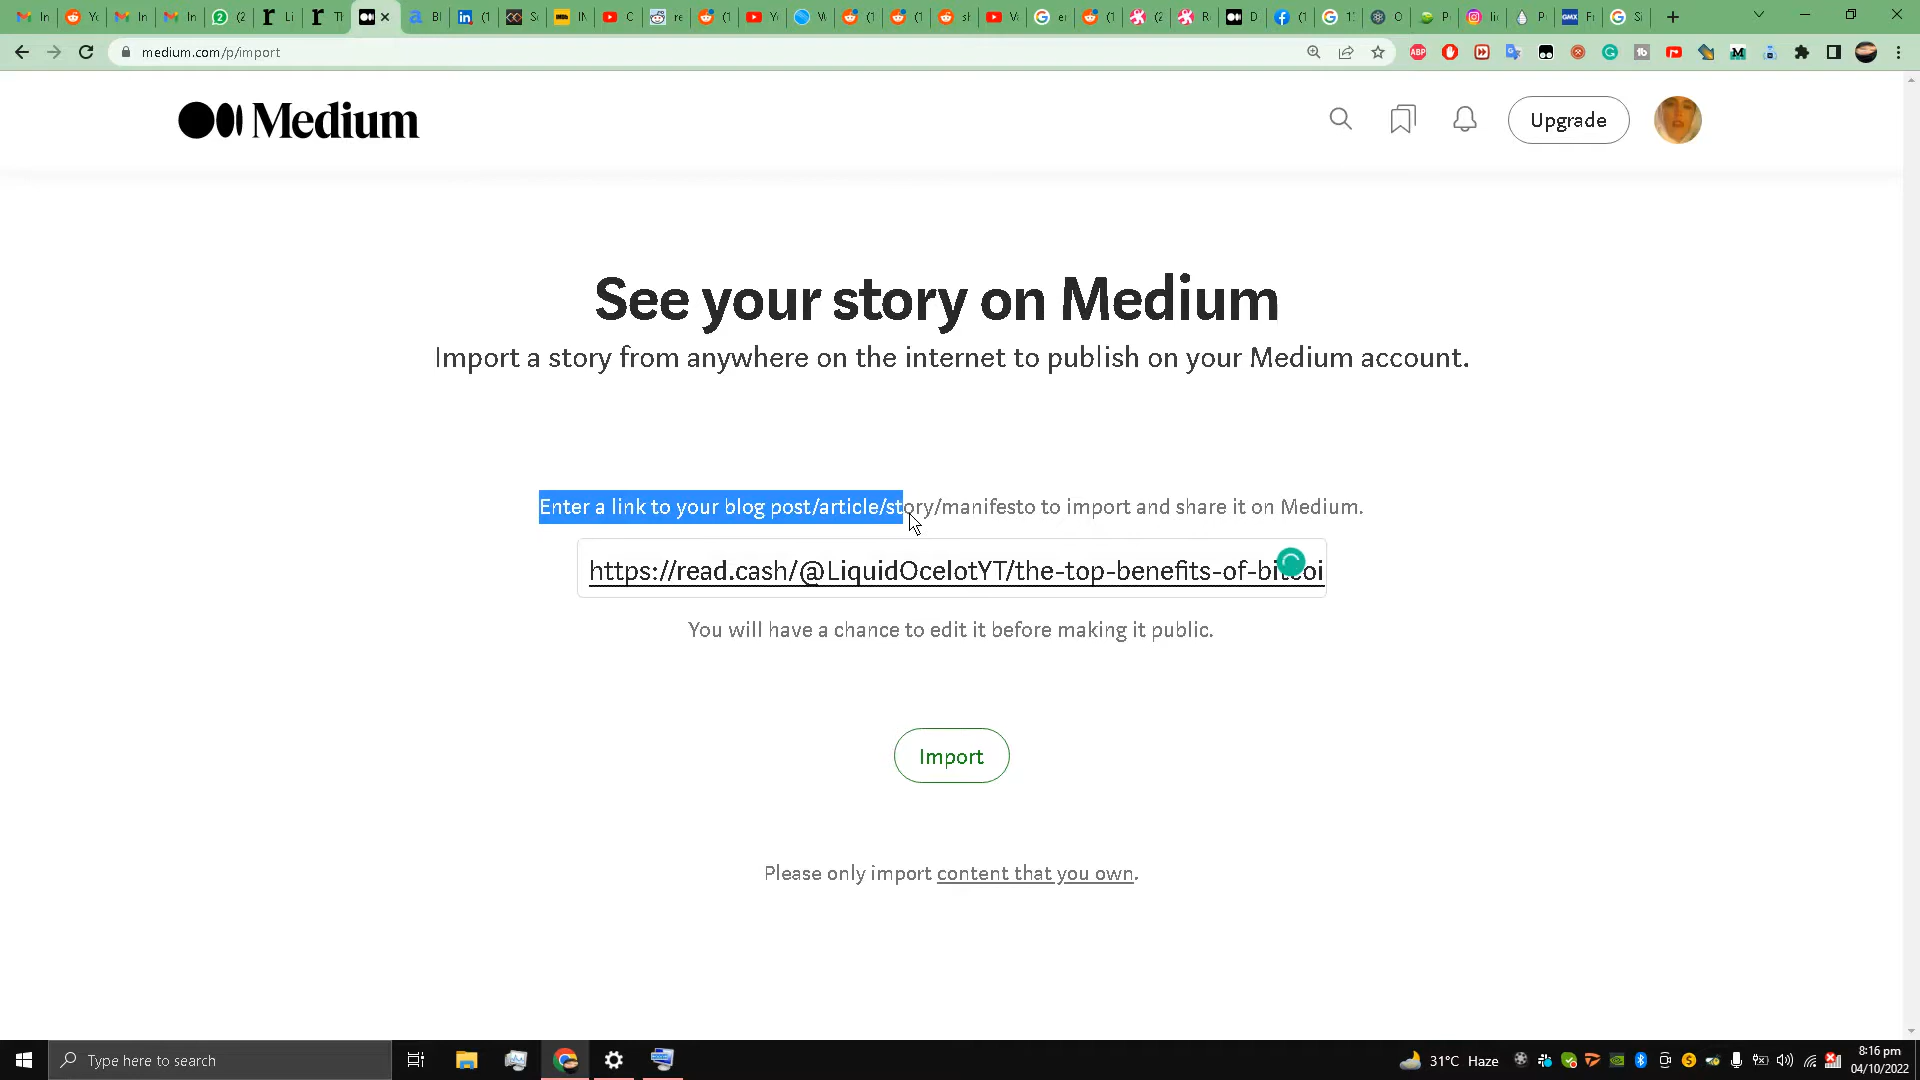 medium.com/p/import
Medium
Upgrade
See your story on Medium
Import a story from anywhere on the internet to publish on your Medium account.
Enter a link to your blog post/article/story/manifesto to import and share it on Medium.
https://read.cash/@LiquidOcelotYT/the-top-benefits-of-bitcoi
You will have a chance to edit it before making it public.
Import
Please only import content that you own.
Type here to search
31°C Haze
8:16 pm
04/10/2022